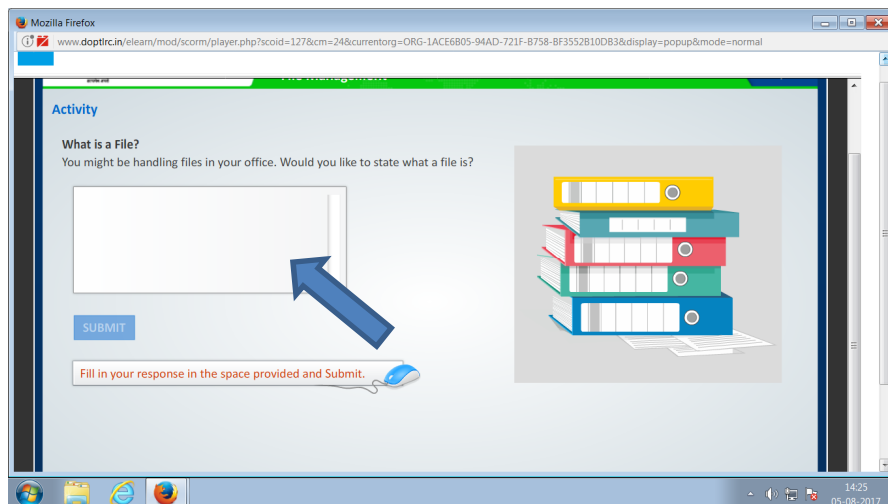 Mozilla Firefox
www.doptlrc.in/elearn/mod/scorm/player.php?scoid=127&cm=24&currentorg=ORG-1ACE6B05-94AD-721F-B758-BF3552B10DB3&display=popup&mode=normal
File Management
Activity
What is a File?
You might be handling files in your office. Would you like to state what a file is?
SUBMIT
Fill in your response in the space provided and Submit.
14:25
05-08-2017